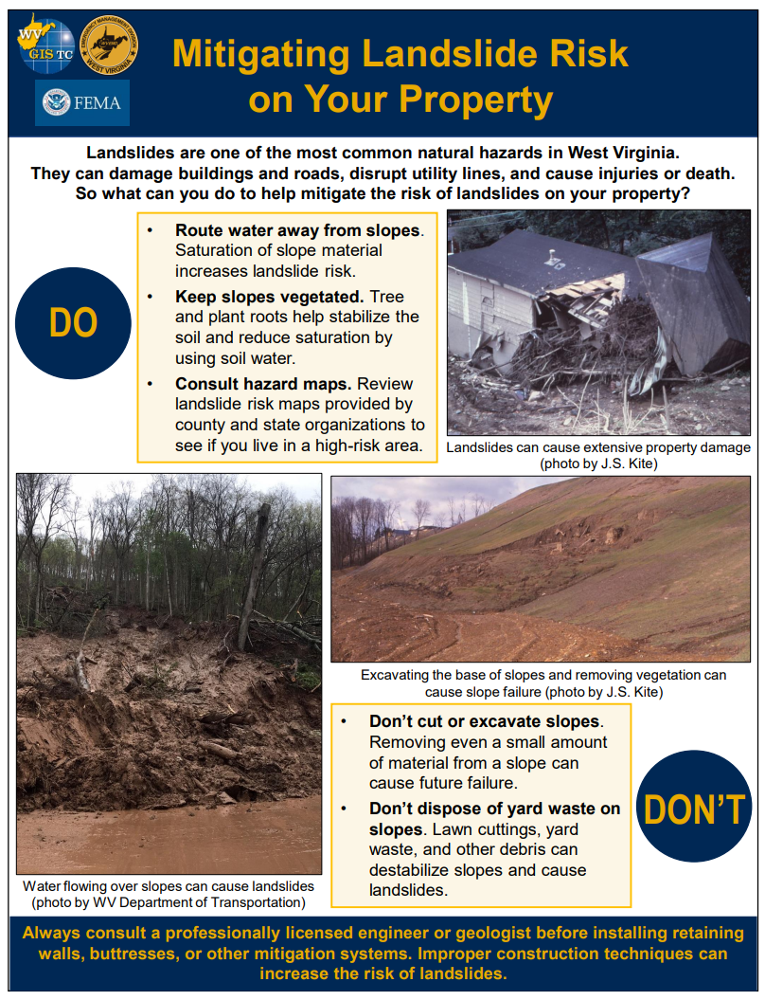 WV
GIS TC
EMERGENCY MANAGEMENT DIVISION
WEST VIRGINIA
FEMA
Mitigating Landslide Risk
on Your Property
Landslides are one of the most common natural hazards in West Virginia.
They can damage buildings and roads, disrupt utility lines, and cause injuries or death.
So what can you do to help mitigate the risk of landslides on your property?
DO
• Route water away from slopes.
Saturation of slope material
increases landslide risk.
• Keep slopes vegetated. Tree
and plant roots help stabilize the
soil and reduce saturation by
using soil water.
• Consult hazard maps. Review
landslide risk maps provided by
county and state organizations to
see if you live in a high-risk area.
Landslides can cause extensive property damage
(photo by J.S. Kite)
Excavating the base of slopes and removing vegetation can
cause slope failure (photo by J.S. Kite)
Water flowing over slopes can cause landslides
(photo by WV Department of Transportation)
• Don’t cut or excavate slopes.
Removing even a small amount
of material from a slope can
cause future failure.
• Don’t dispose of yard waste on
slopes. Lawn cuttings, yard
waste, and other debris can
destabilize slopes and cause
landslides.
DON’T
Always consult a professionally licensed engineer or geologist before installing retaining
walls, buttresses, or other mitigation systems. Improper construction techniques can
increase the risk of landslides.